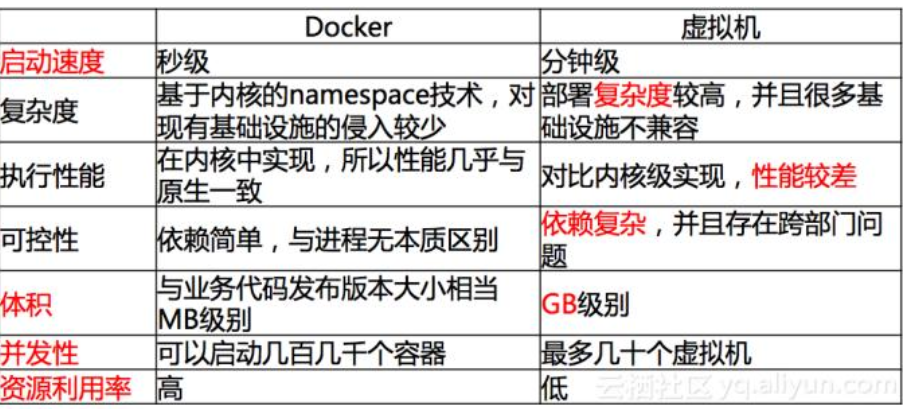 Docker 虚拟机
启动速度 秒级 分钟级
复杂度 基于内核的namespace技术，对现有基础设施的侵入较少 部署复杂度较高，并且很多基础设施不兼容
执行性能 在内核中实现，所以性能几乎与原生一致 对比内核级实现，性能较差
可控性 依赖简单，与进程无本质区别 依赖复杂，并且存在跨部门问题
体积 与业务代码发布版本大小相当MB级别 GB级别
并发性 可以启动几百几千个容器 最多几十个虚拟机
资源利用率 高 低
云栖社区 yq.aliyun.com